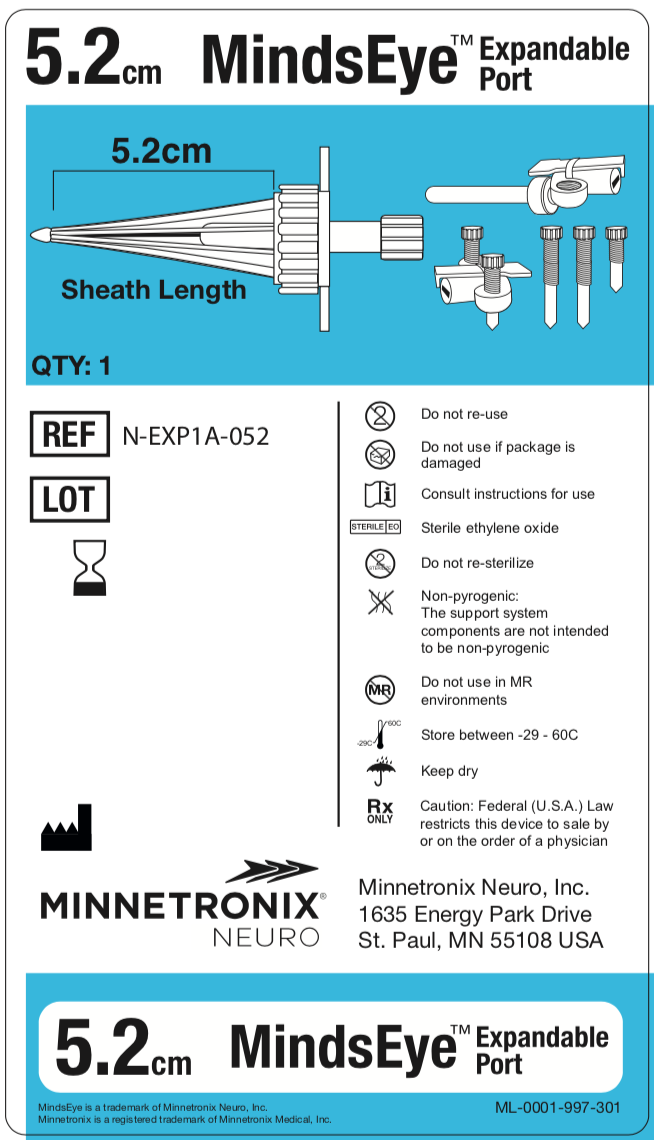 5.2cm MindsEye™ Expandable Port
5.2cm
Sheath Length
QTY: 1
REF N-EXP1A-052
LOT
2 Do not re-use
Do not use if package is
damaged
i Consult instructions for use
STERILE EO Sterile ethylene oxide
2 STERILIZE Do not re-sterilize
Non-pyrogenic:
The support system
components are not intended
to be non-pyrogenic
MR Do not use in MR
environments
-29C 60C Store between -29 - 60C
Keep dry
Rx ONLY Caution: Federal (U.S.A.) Law
restricts this device to sale by
or on the order of a physician
MINNETRONIX®
NEURO
Minnetronix Neuro, Inc.
1635 Energy Park Drive
St. Paul, MN 55108 USA
5.2cm MindsEye™ Expandable Port
MindsEye is a trademark of Minnetronix Neuro, Inc.
Minnetronix is a registered trademark of Minnetronix Medical, Inc.
ML-0001-997-301